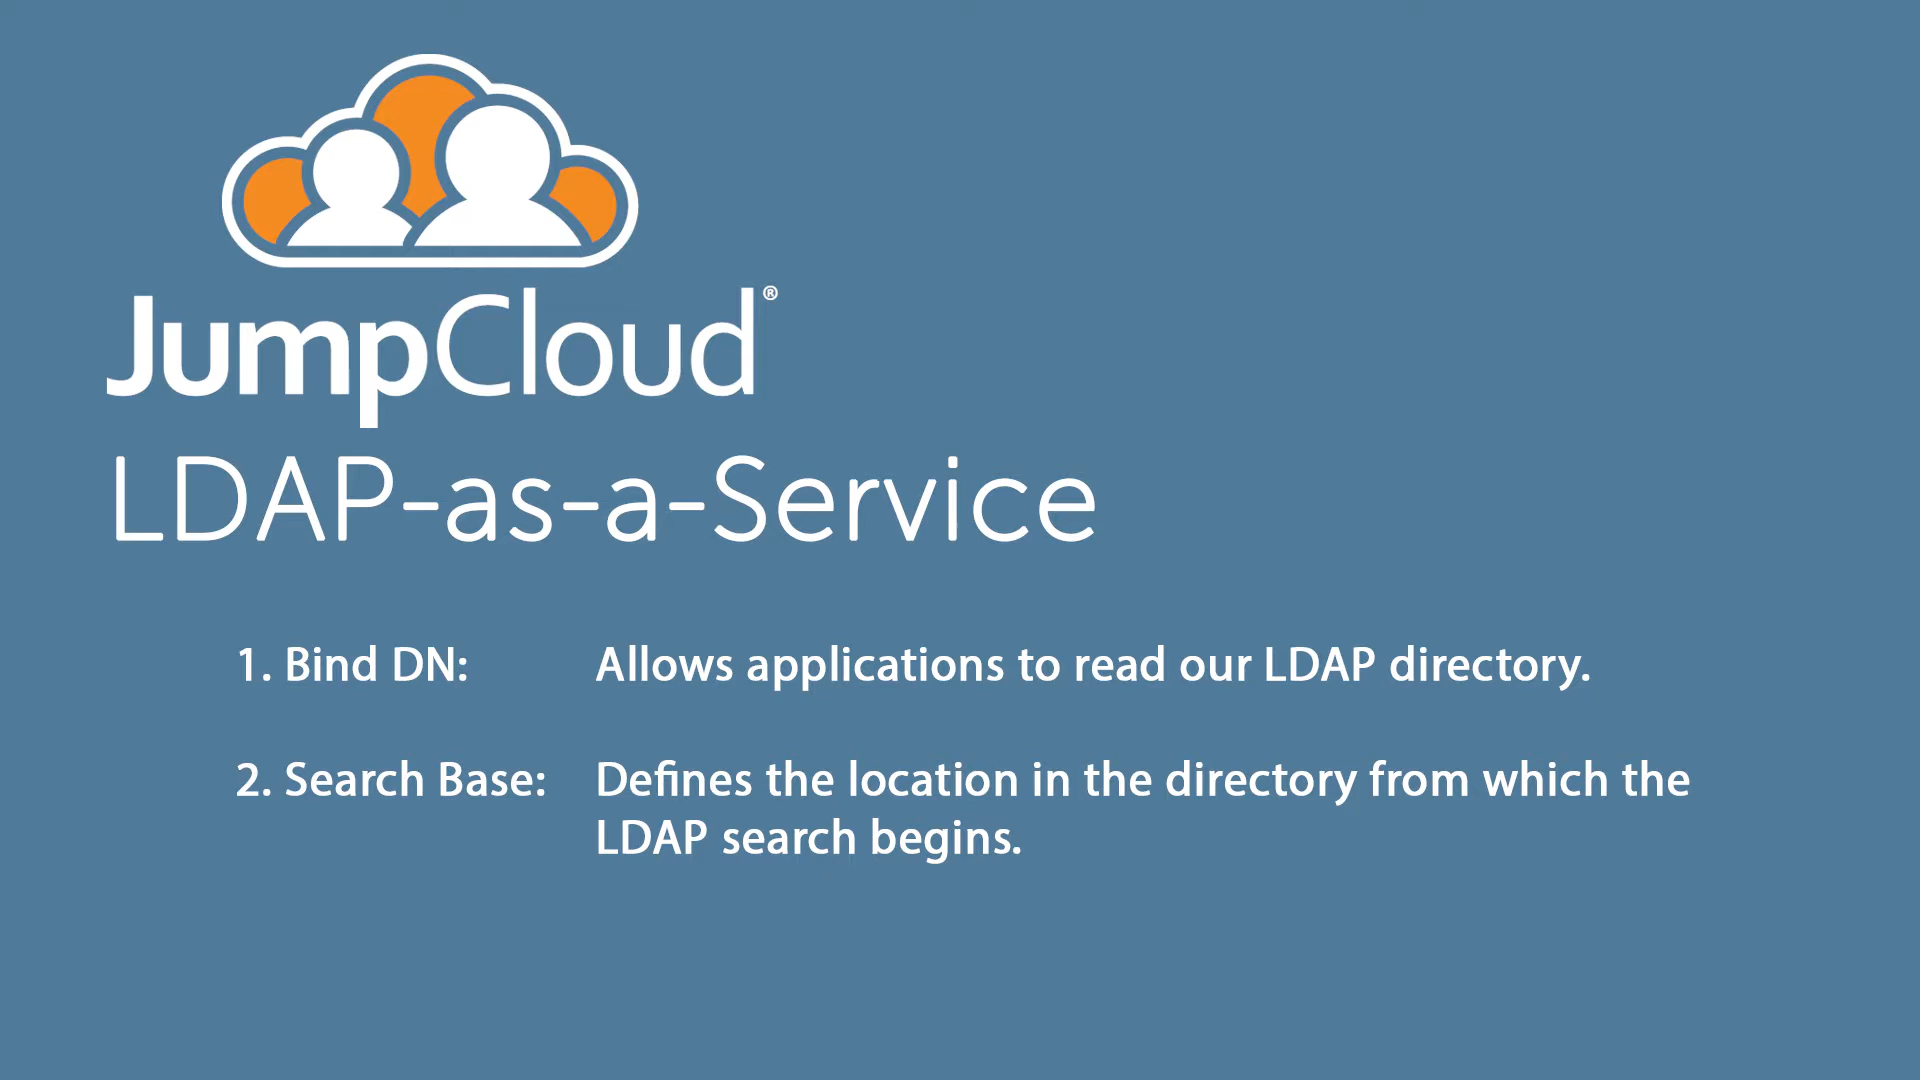 JumpCloud®
LDAP-as-a-Service
1. Bind DN: Allows applications to read our LDAP directory.
2. Search Base: Defines the location in the directory from which the
LDAP search begins.